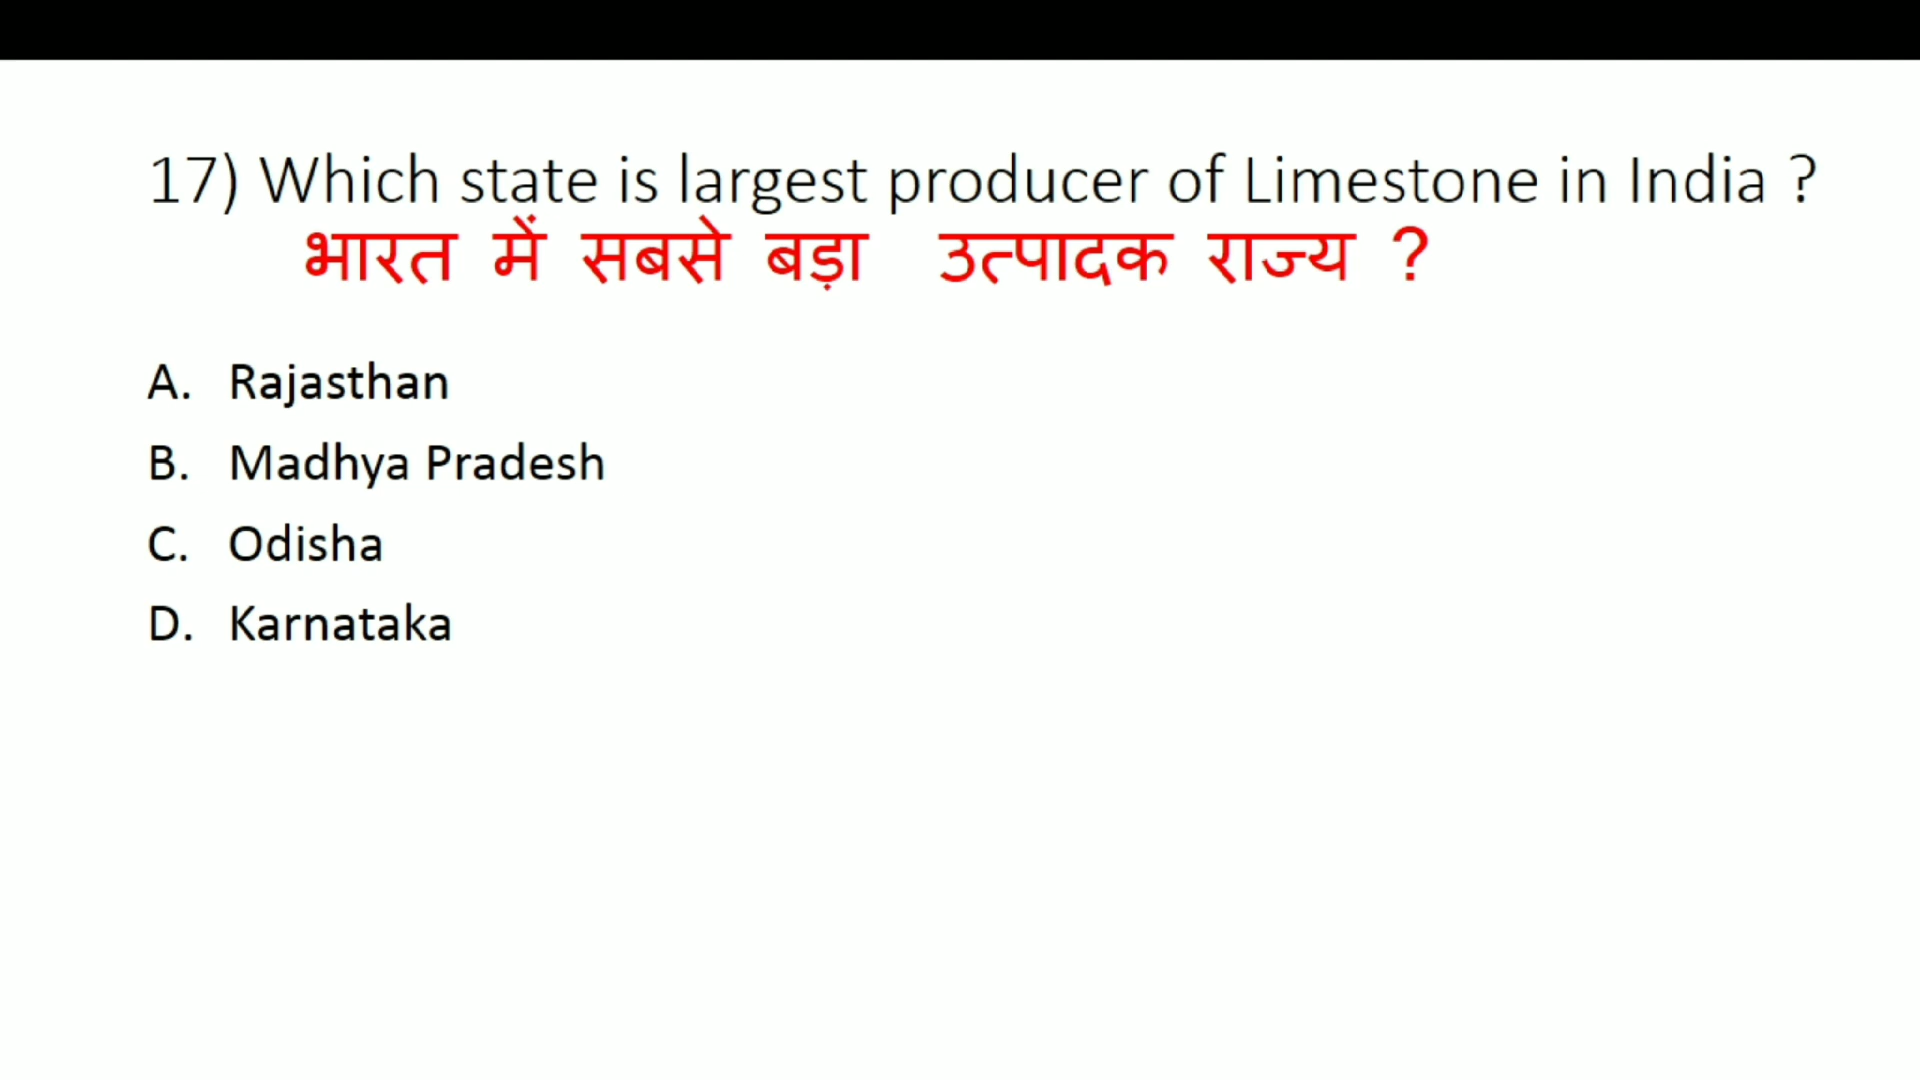 17) Which state is largest producer of Limestone in India ?
भारत में सबसे बड़ा उत्पादक राज्य ?
A. Rajasthan
B. Madhya Pradesh
C. Odisha
D. Karnataka